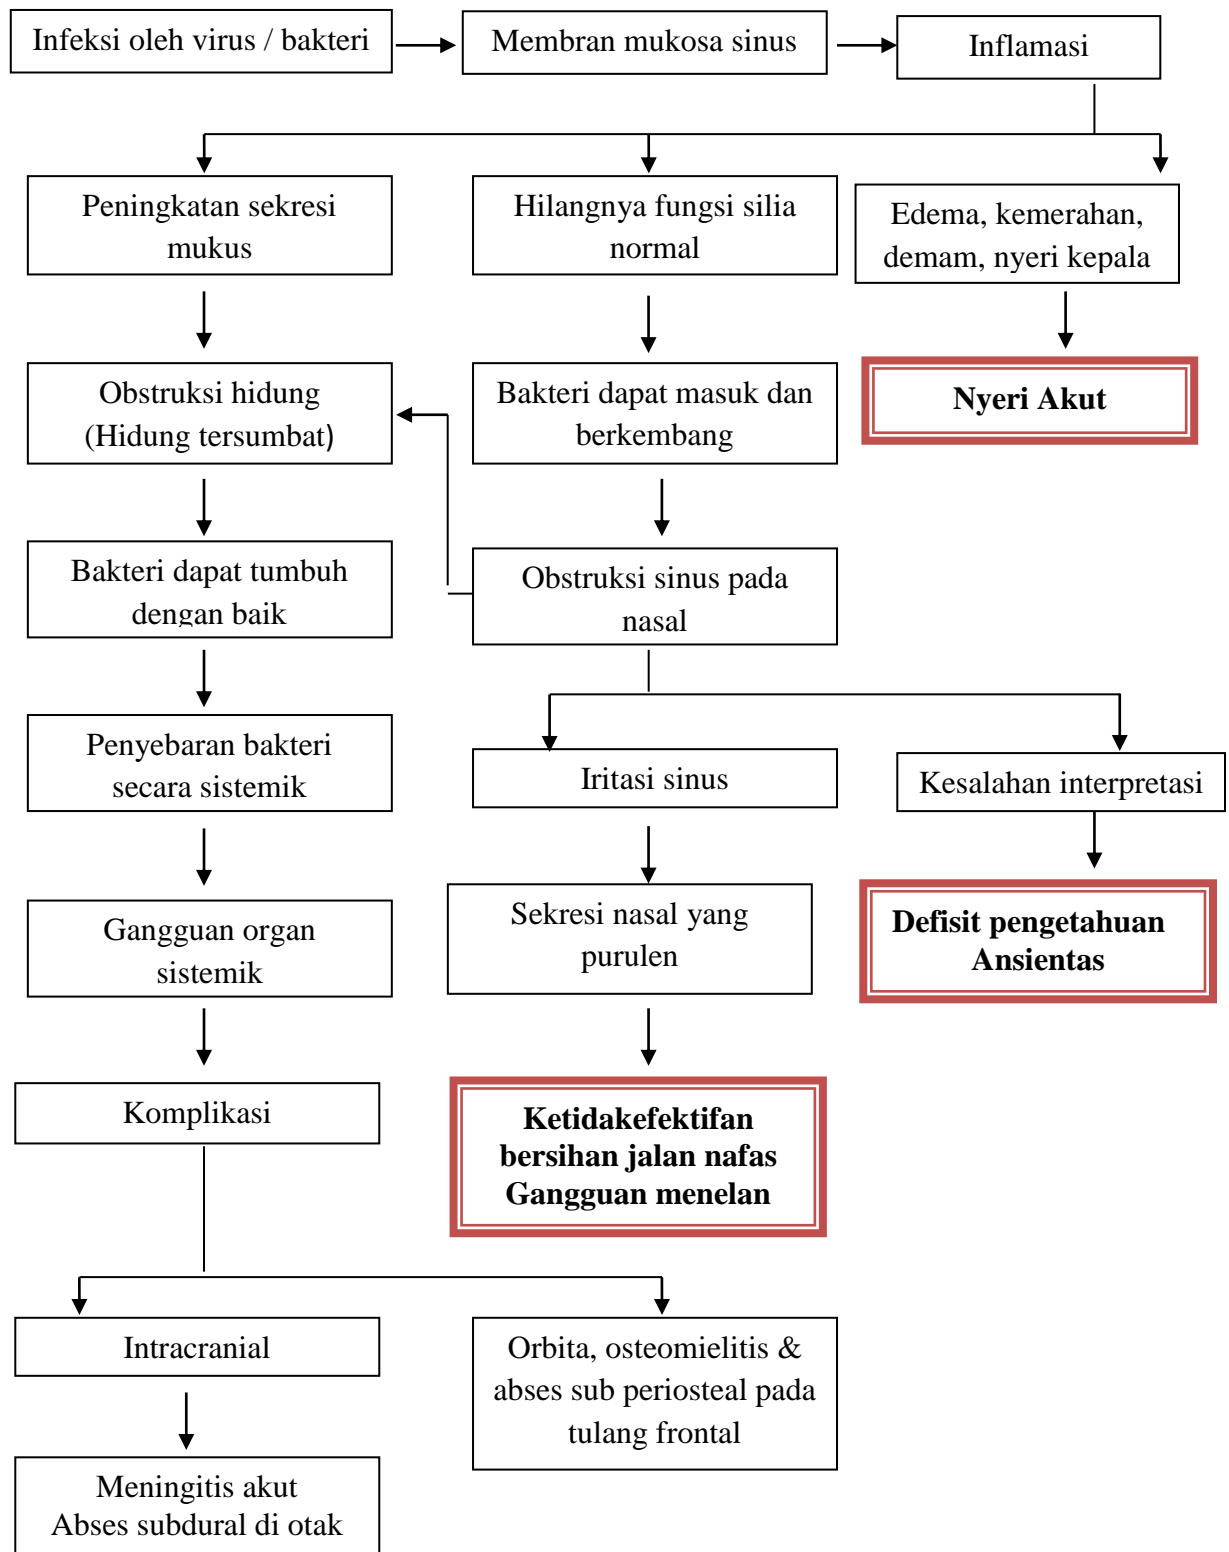 Infeksi oleh virus / bakteri
Membran mukosa sinus
Inflamasi
Peningkatan sekresi
mukus
Hilangnya fungsi silia
normal
Edema, kemerahan,
demam, nyeri kepala
Obstruksi hidung
(Hidung tersumbat)
Bakteri dapat masuk dan
berkembang
Nyeri Akut
Bakteri dapat tumbuh
dengan baik
Obstruksi sinus pada
nasal
Penyebaran bakteri
secara sistemik
Iritasi sinus
Kesalahan interpretasi
Gangguan organ
sistemik
Sekresi nasal yang
purulen
Defisit pengetahuan
Ansientas
Komplikasi
Ketidakefektifan
bersihan jalan nafas
Gangguan menelan
Intracranial
Orbita, osteomielitis &
abses sub periosteal pada
tulang frontal
Meningitis akut
Abses subdural di otak